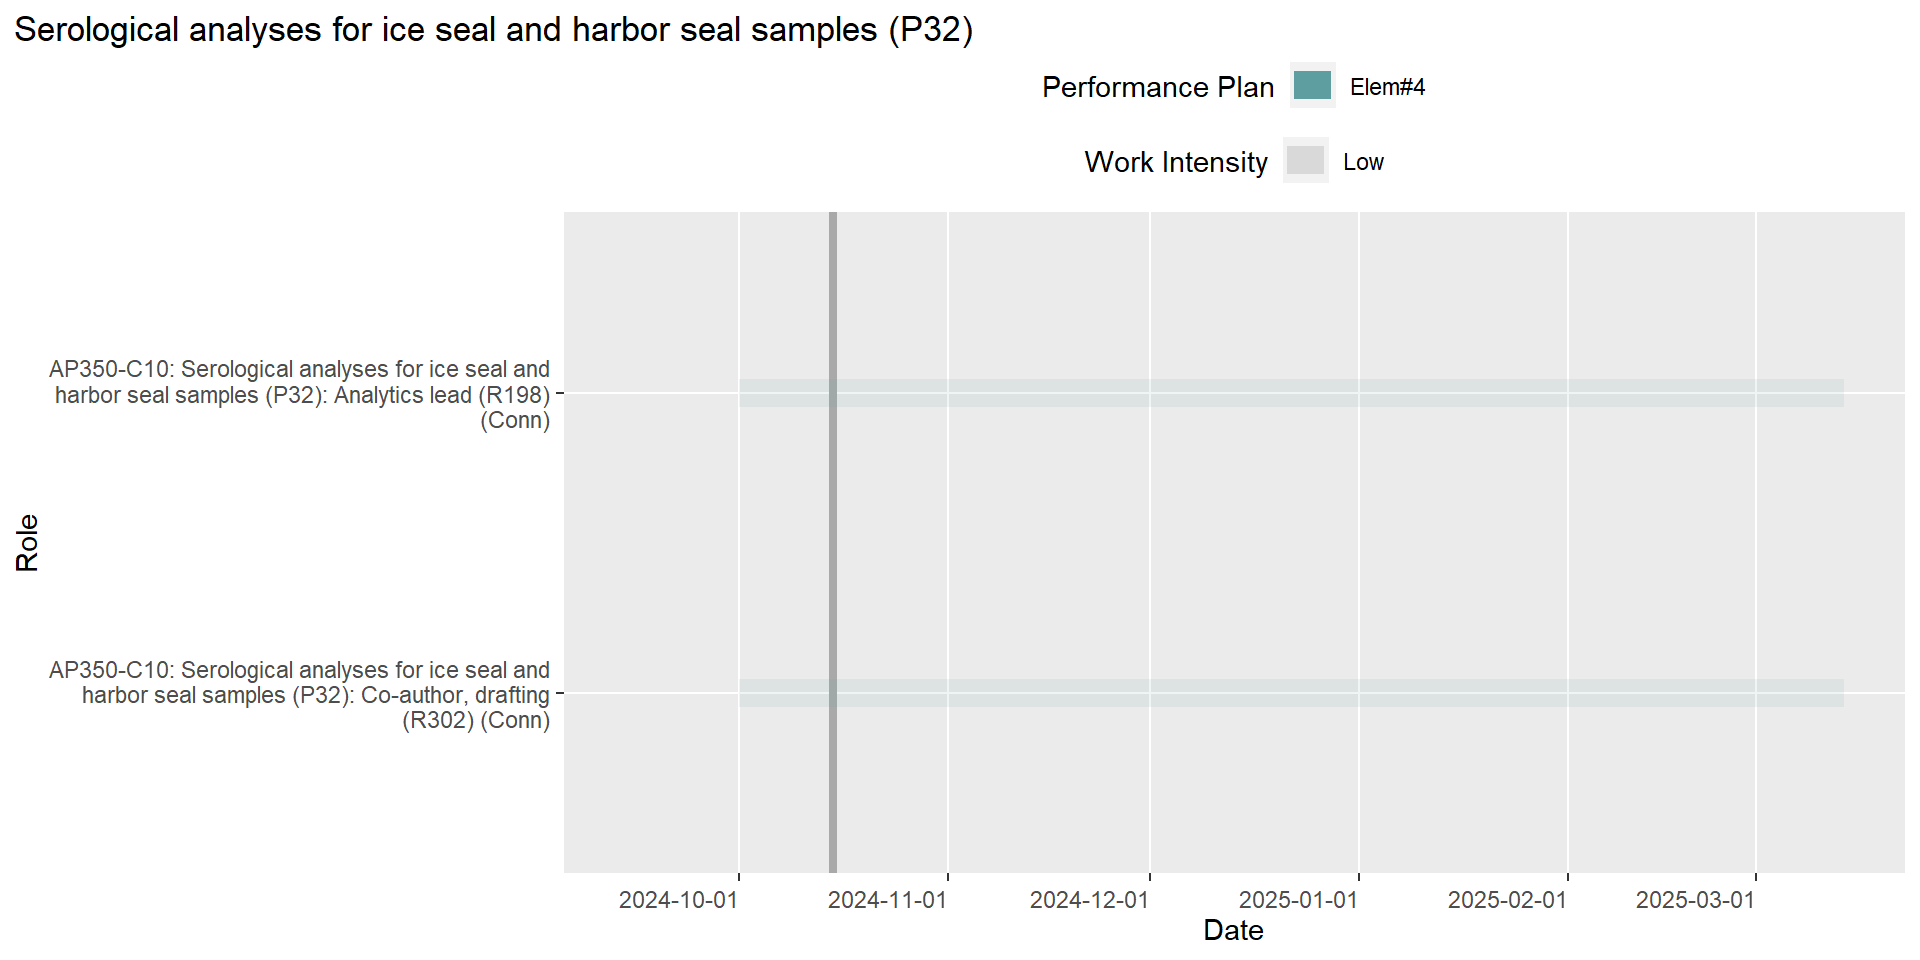 Serological analyses for ice seal and harbor seal samples (P32)
Performance Plan
Elem#4
Work Intensity
Low
AP350-C10: Serological analyses for ice seal and
harbor seal samples (P32): Analytics lead (R198)
(Conn)
Role
AP350-C10: Serological analyses for ice seal and
harbor seal samples (P32): Co-author, drafting
(R302) (Conn)
2024-10-01
2024-11-01
2024-12-01
2025-01-01
2025-02-01
2025-03-01
Date